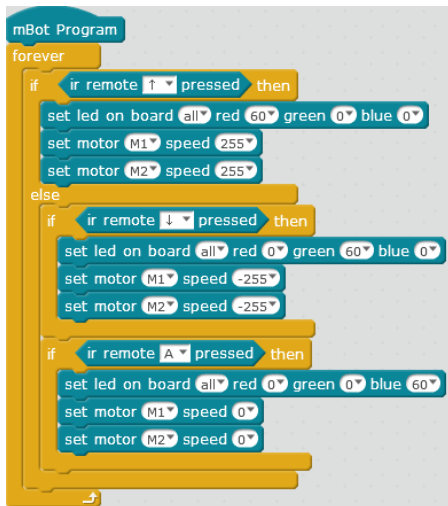 mBot Program
forever
if ir remote ↑ pressed then
set led on board all red 60 green 0 blue 0
set motor M1 speed 255
set motor M2 speed 255
else
if ir remote ↓ pressed then
set led on board all red 0 green 60 blue 0
set motor M1 speed -255
set motor M2 speed -255
if ir remote A pressed then
set led on board all red 0 green 0 blue 60
set motor M1 speed 0
set motor M2 speed 0